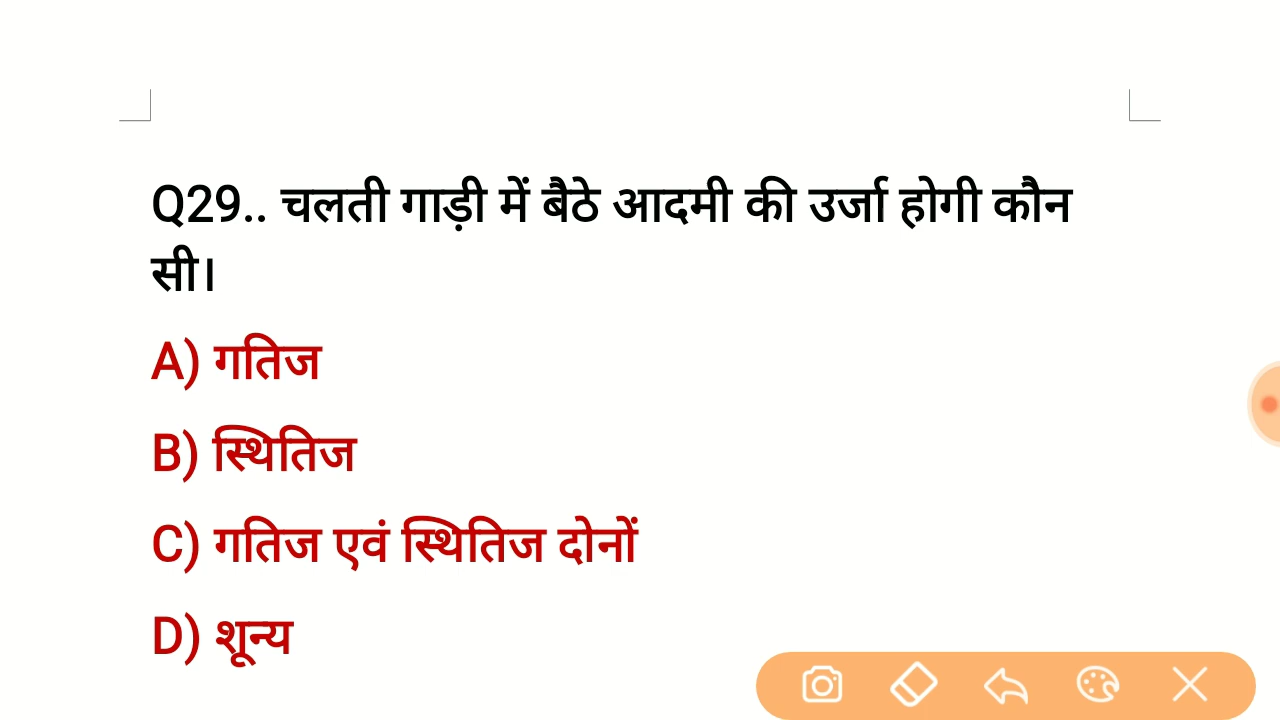 Q29.. चलती गाड़ी में बैठे आदमी की उर्जा होगी कौन
सी।
A) गतिज
B) स्थितिज
C) गतिज एवं स्थितिज दोनों
D) शून्य